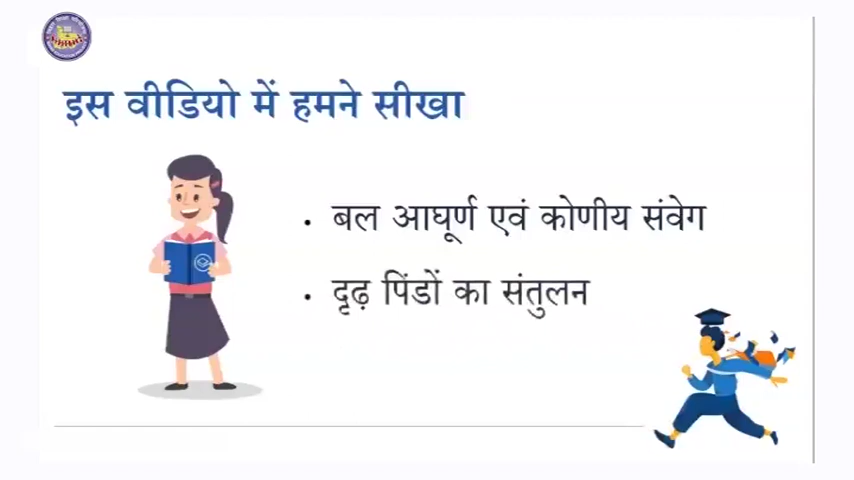 इस वीडियो में हमने सीखा
• बल आघूर्ण एवं कोणीय संवेग
• दृढ़ पिंडों का संतुलन